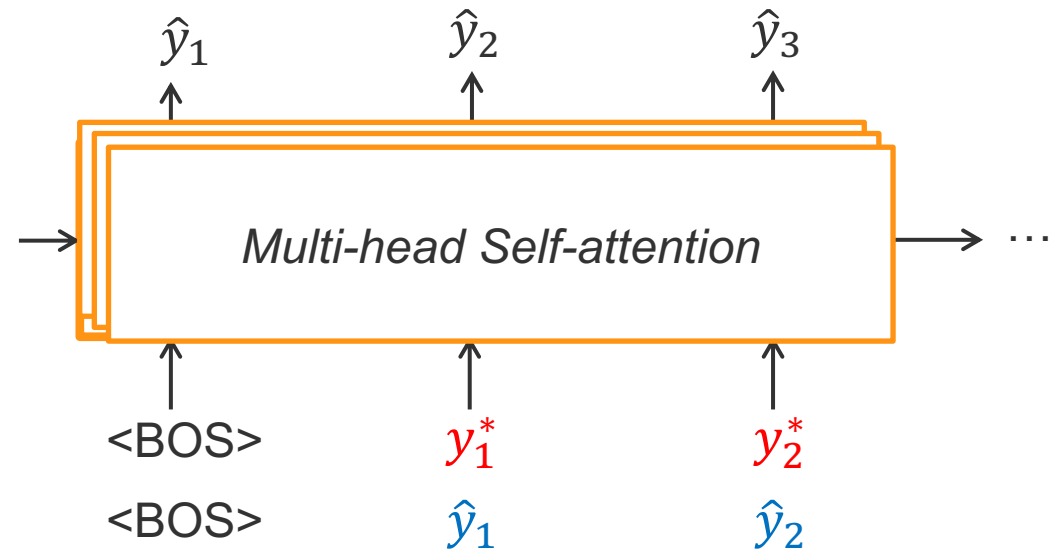 ŷ₁ ŷ₂ ŷ₃
Multi-head Self-attention ⋯
<BOS> y₁* y₂*
<BOS> ŷ₁ ŷ₂